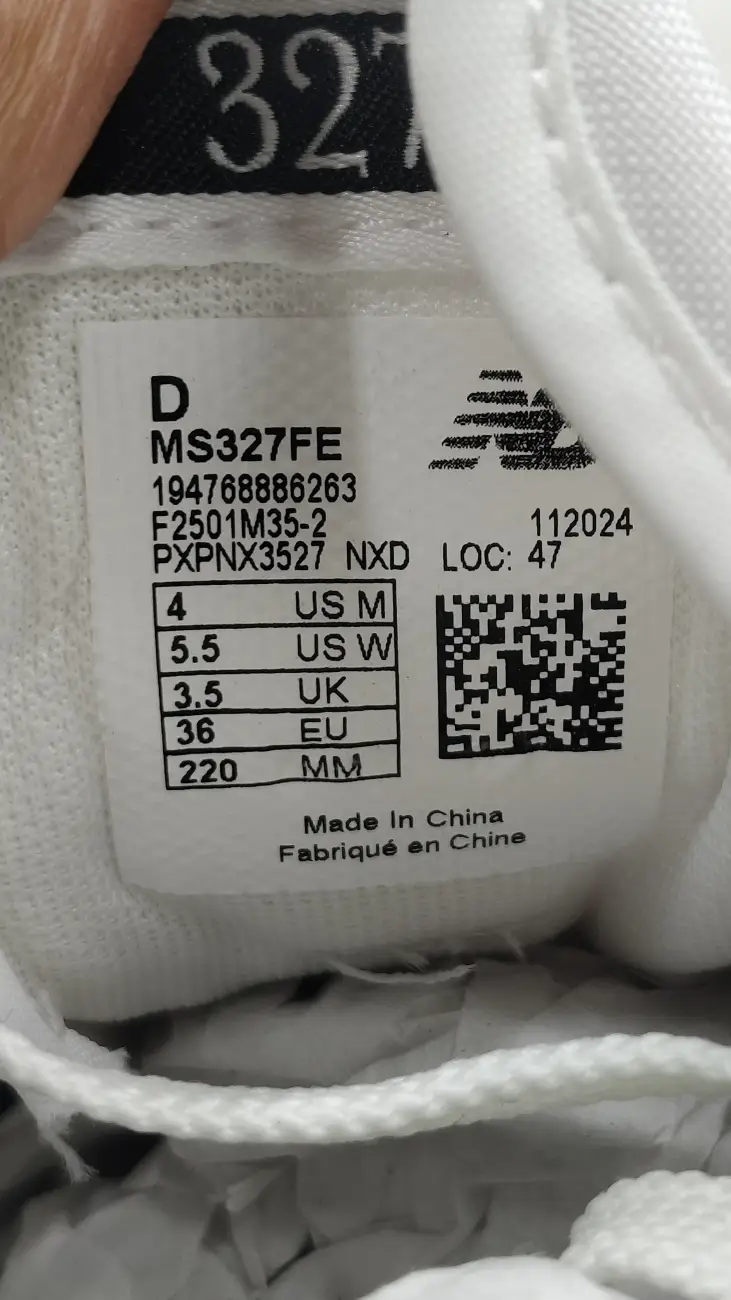 327
D
MS327FE
194768886263
F2501M35-2 112024
PXPNX3527 NXD LOC: 47
4 US M
5.5 US W
3.5 UK
36 EU
220 MM
Made In China
Fabriqué en Chine